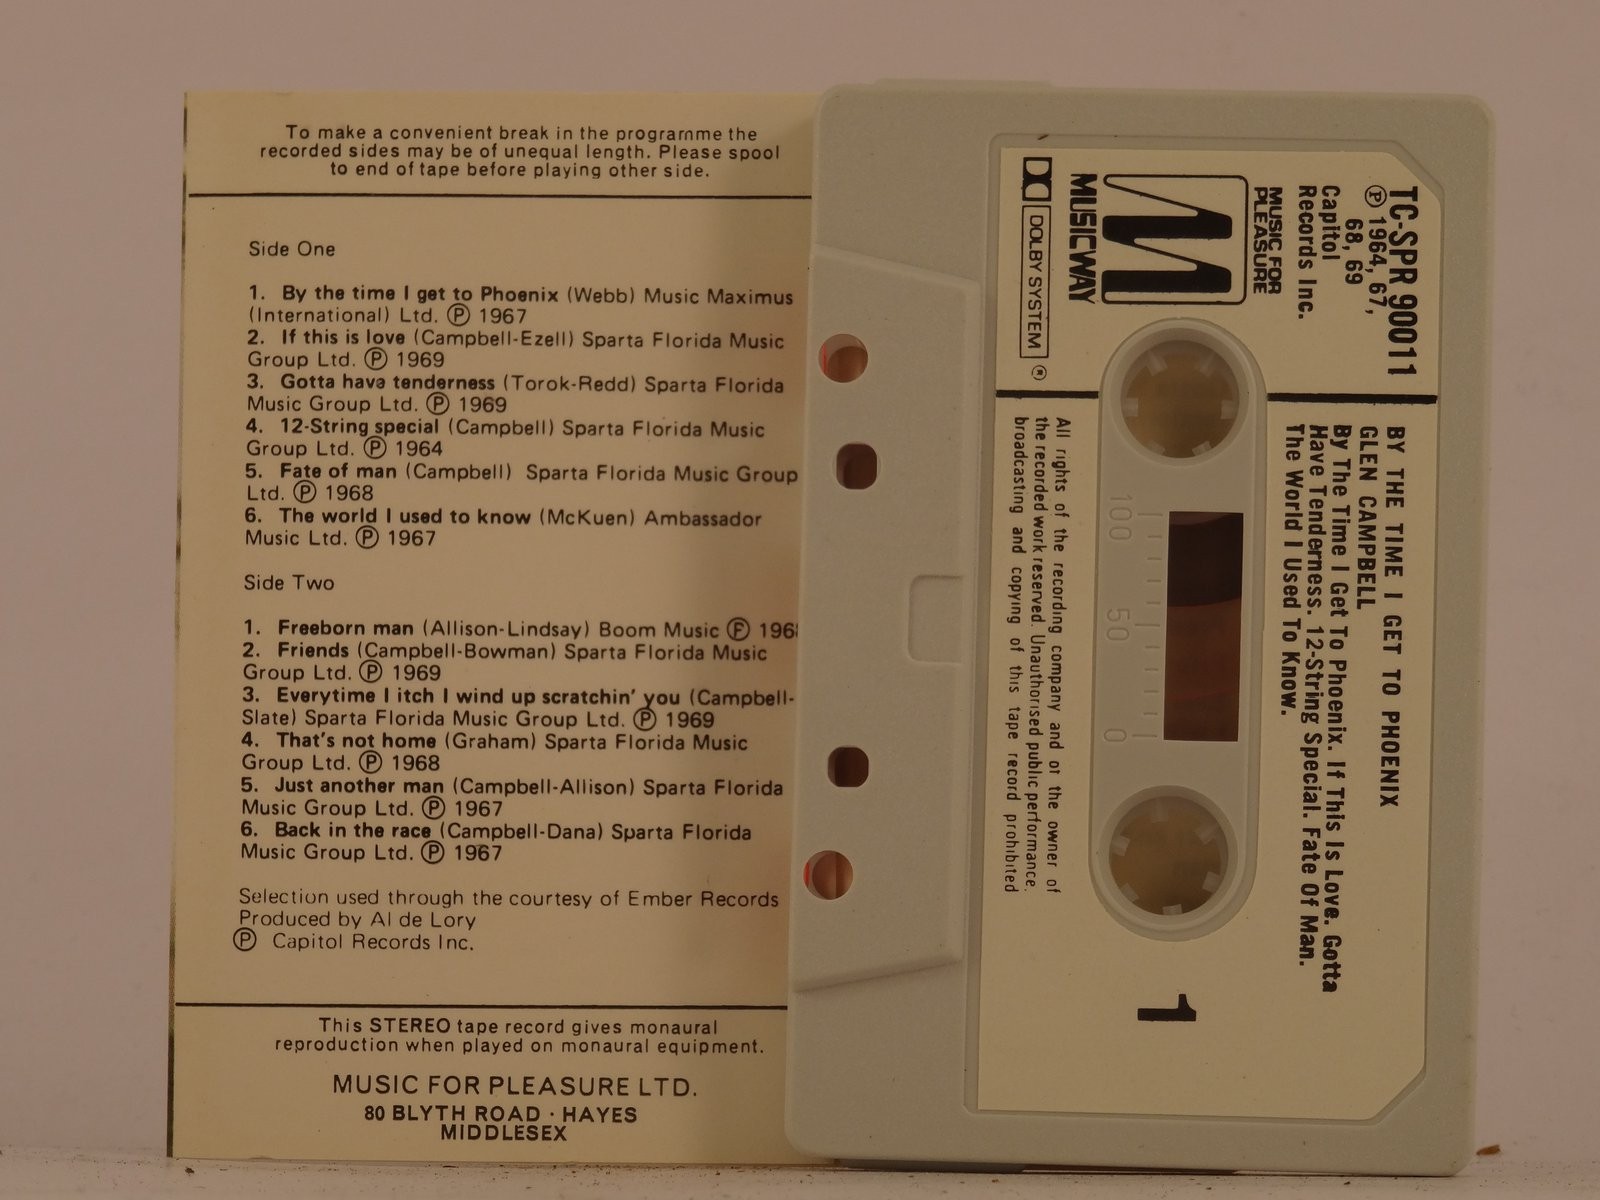 To make a convenient break in the programme the
recorded sides may be of unequal length. Please spool
to end of tape before playing other side.
Side One
1. By the time I get to Phoenix (Webb) Music Maximus
(International) Ltd. Ⓟ 1967
2. If this is love (Campbell-Ezell) Sparta Florida Music
Group Ltd. Ⓟ 1969
3. Gotta have tenderness (Torok-Redd) Sparta Florida
Music Group Ltd. Ⓟ 1969
4. 12-String special (Campbell) Sparta Florida Music
Group Ltd. Ⓟ 1964
5. Fate of man (Campbell) Sparta Florida Music Group
Ltd. Ⓟ 1968
6. The world I used to know (McKuen) Ambassador
Music Ltd. Ⓟ 1967
Side Two
1. Freeborn man (Allison-Lindsay) Boom Music Ⓟ 1968
2. Friends (Campbell-Bowman) Sparta Florida Music
Group Ltd. Ⓟ 1969
3. Everytime I itch I wind up scratchin' you (Campbell-
Slate) Sparta Florida Music Group Ltd. Ⓟ 1969
4. That's not home (Graham) Sparta Florida Music
Group Ltd. Ⓟ 1968
5. Just another man (Campbell-Allison) Sparta Florida
Music Group Ltd. Ⓟ 1967
6. Back in the race (Campbell-Dana) Sparta Florida
Music Group Ltd. Ⓟ 1967
Selection used through the courtesy of Ember Records
Produced by Al de Lory
Ⓟ Capitol Records Inc.
This STEREO tape record gives monaural
reproduction when played on monaural equipment.
MUSIC FOR PLEASURE LTD.
80 BLYTH ROAD · HAYES
MIDDLESEX
TC-SPR 90011
Ⓟ 1964, 67,
68, 69
Capitol
Records Inc.
MUSIC FOR
PLEASURE
MUSICWAY
DOLBY SYSTEM ®
BY THE TIME I GET TO PHOENIX
GLEN CAMPBELL
By The Time I Get To Phoenix. If This Is Love. Gotta
Have Tenderness. 12-String Special. Fate Of Man.
The World I Used To Know.
100 50 0
All rights of the recording company and of the owner of
the recorded work reserved. Unauthorised public performance,
broadcasting and copying of this tape record prohibited
1